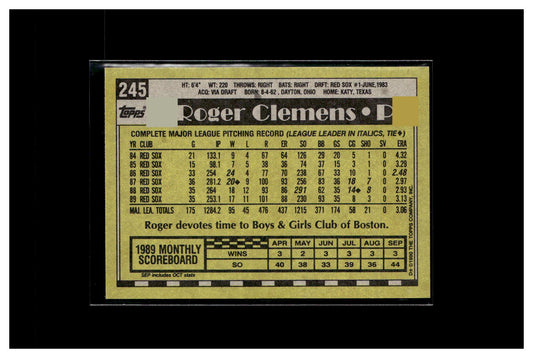 245
HT: 6'4" WT: 220 THROWS: RIGHT BATS: RIGHT DRFT: RED SOX #1-JUNE, 1983
ACQ: VIA DRAFT BORN: 8-4-62, DAYTON, OHIO HOME: KATY, TEXAS
Topps
Roger Clemens • P
COMPLETE MAJOR LEAGUE PITCHING RECORD (LEAGUE LEADER IN ITALICS, TIE♦)
YR CLUB G IP W L R ER SO BB GS CG SHO SV ERA
84 RED SOX 21 133.1 9 4 67 64 126 29 20 5 1 0 4.32
85 RED SOX 15 98.1 7 5 38 36 74 37 15 3 1 0 3.29
86 RED SOX 33 254 24 4 77 70 238 67 33 10 1 0 2.48
87 RED SOX 36 281.2 20♦ 9 100 93 256 83 36 18 7 0 2.97
88 RED SOX 35 264 18 12 93 86 291 62 35 14♦ 8 0 2.93
89 RED SOX 35 253.1 17 11 101 88 230 93 35 8 3 0 3.13
MAJ. LEA. TOTALS 175 1284.2 95 45 476 437 1215 371 174 58 21 0 3.06
Roger devotes time to Boys & Girls Club of Boston.
1989 MONTHLY SCOREBOARD
APR MAY JUN JUL AUG SEP
WINS 3 2 3 3 3 3
SO 40 38 33 39 36 44
SEP includes OCT stats
D* ©1990 THE TOPPS COMPANY, INC.